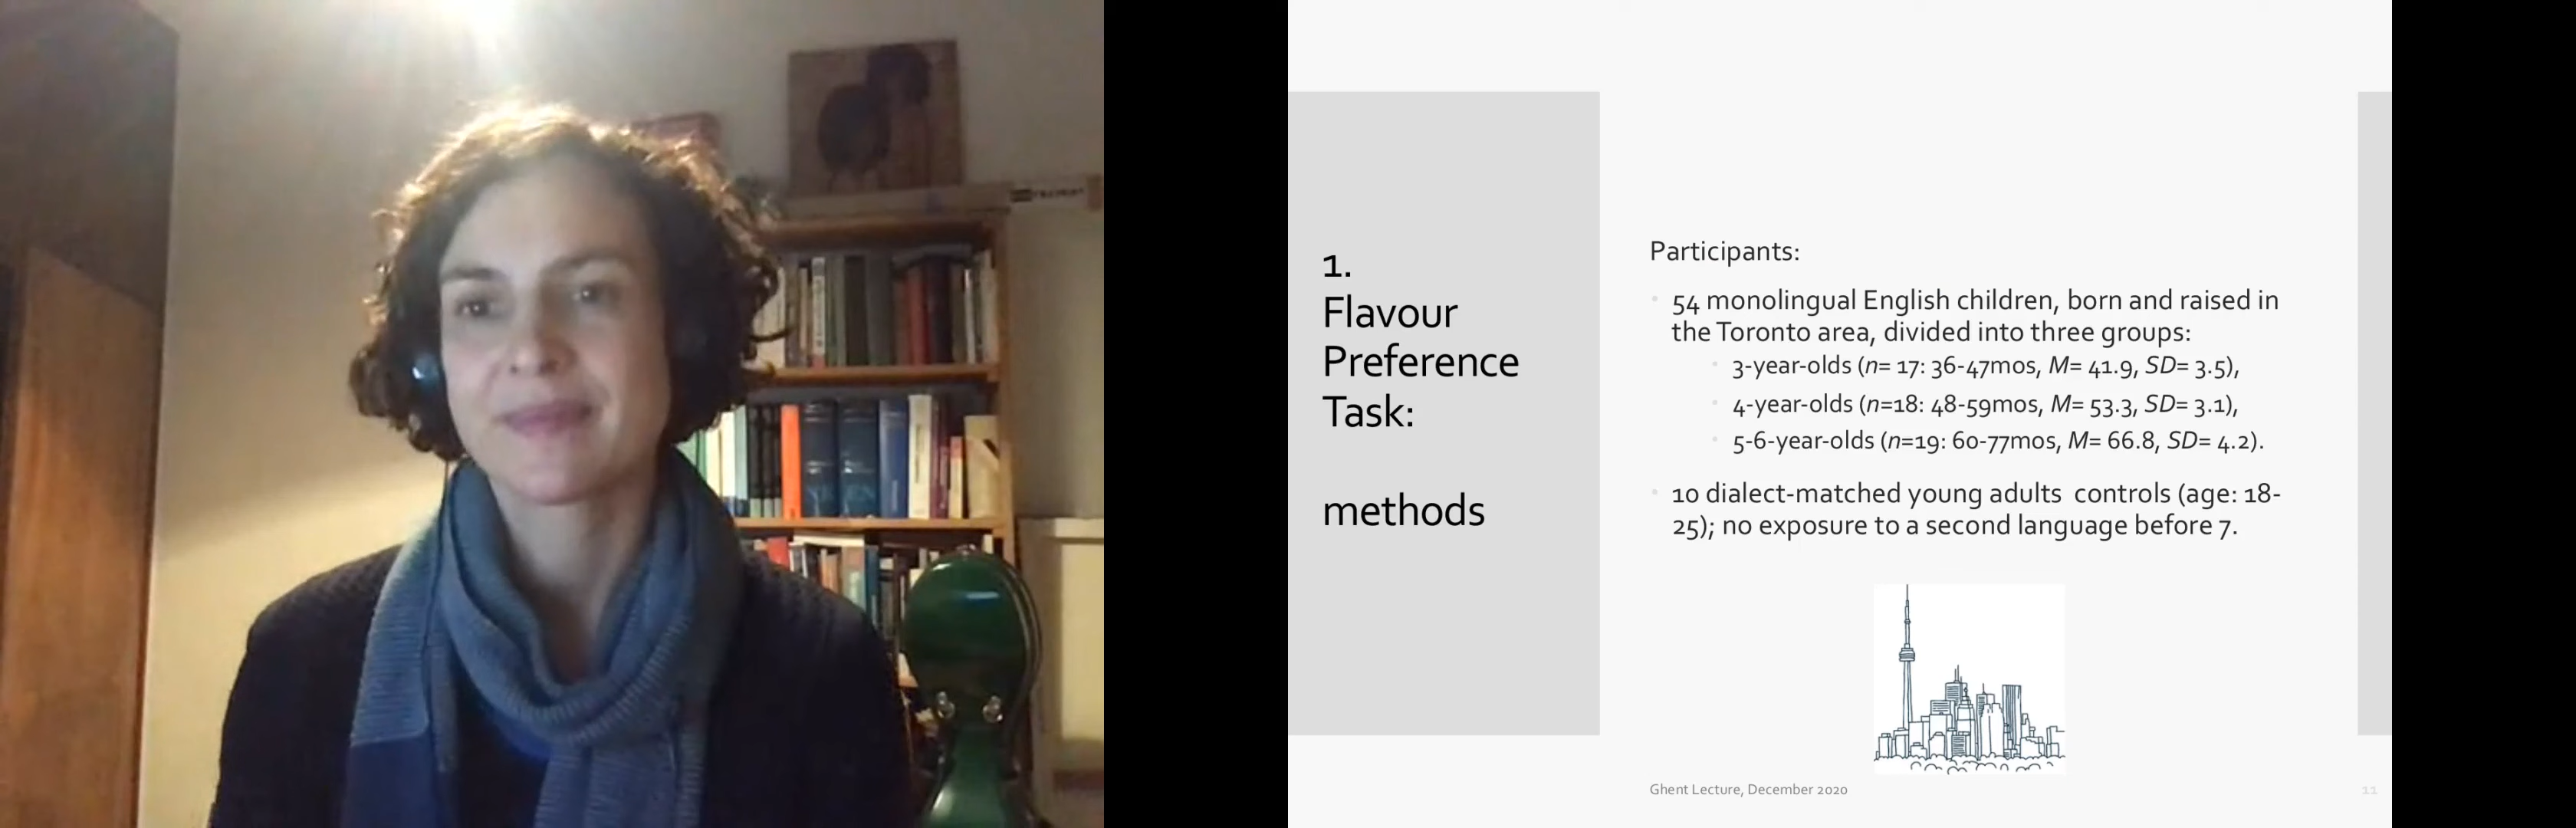 1.
Flavour
Preference
Task:
methods
Participants:
54 monolingual English children, born and raised in
the Toronto area, divided into three groups:
3-year-olds (n= 17: 36-47mos, M= 41.9, SD= 3.5),
4-year-olds (n=18: 48-59mos, M= 53.3, SD= 3.1),
5-6-year-olds (n=19: 60-77mos, M= 66.8, SD= 4.2).
10 dialect-matched young adults  controls (age: 18-
25); no exposure to a second language before 7.
Ghent Lecture, December 2020
11